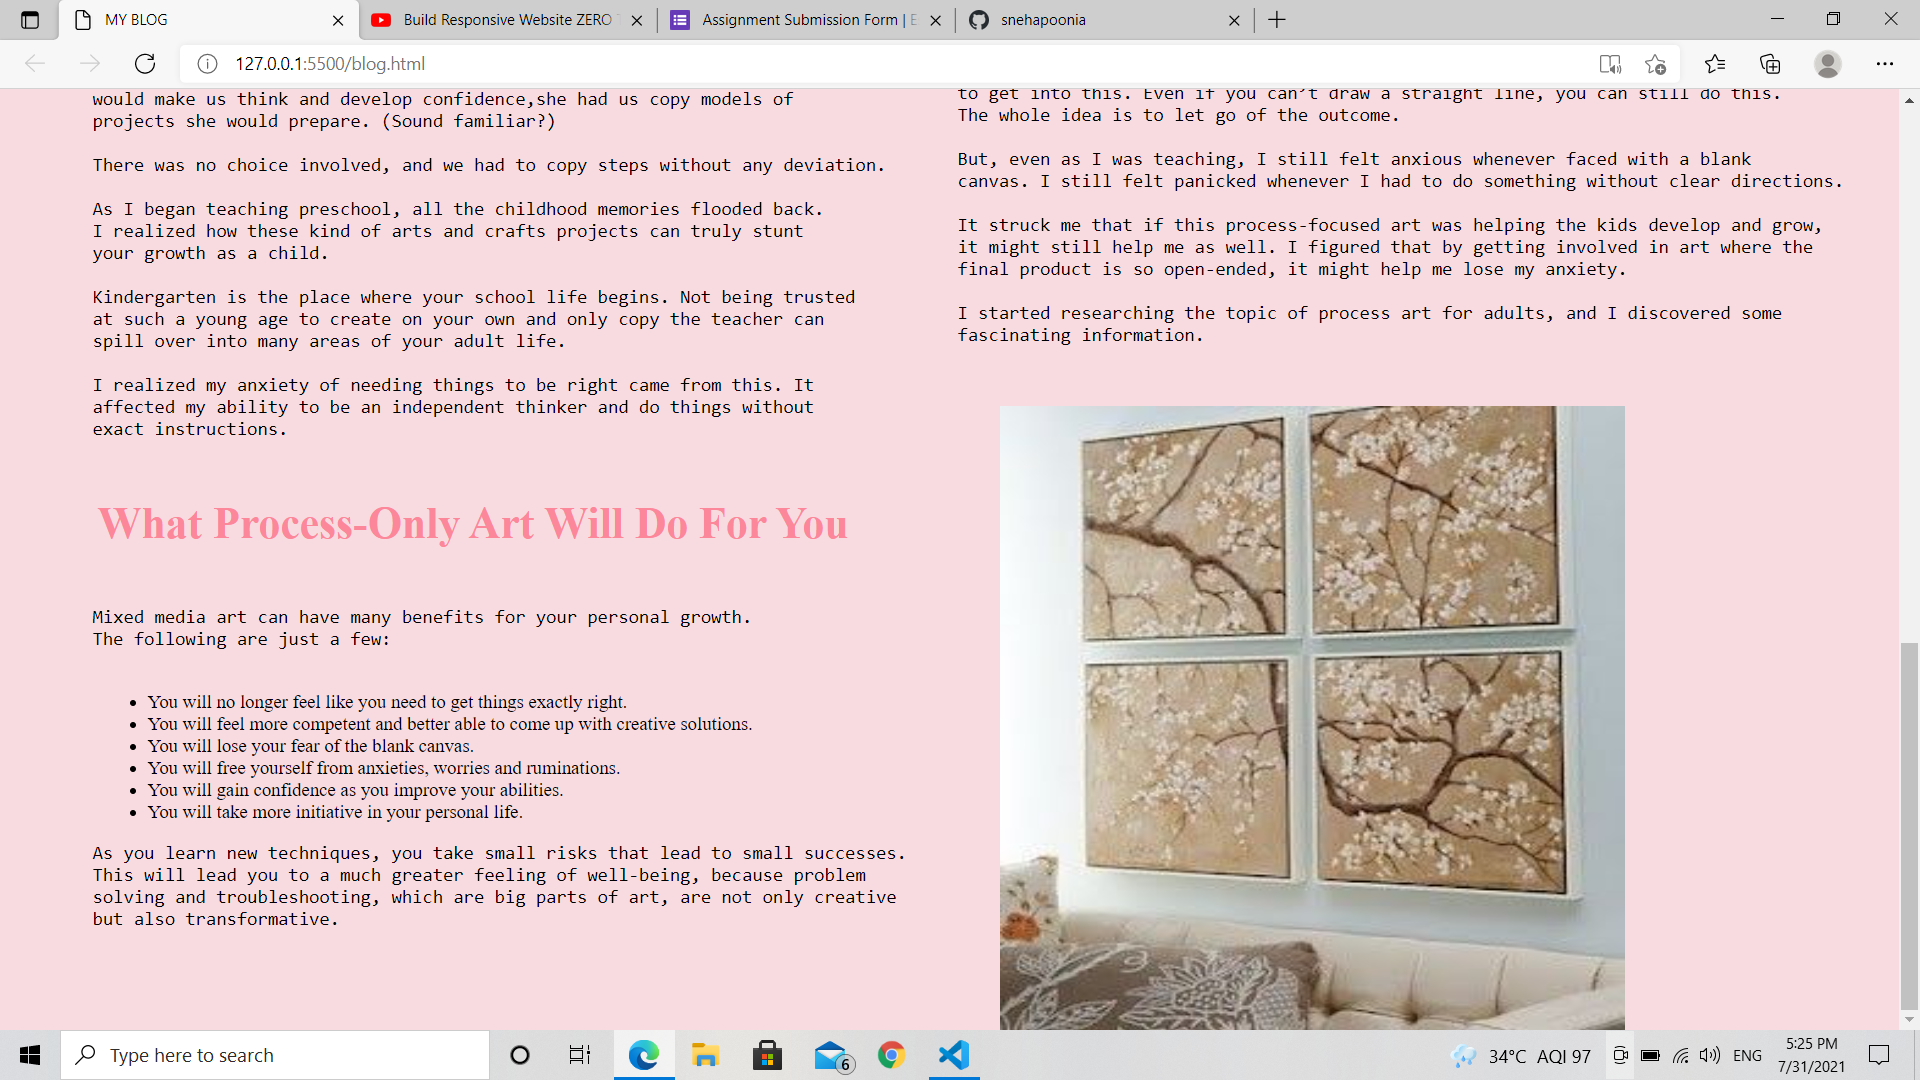 MY BLOG
Build Responsive Website ZERO
Assignment Submission Form | E
snehapoonia
127.0.0.1:5500/blog.html
would make us think and develop confidence,she had us copy models of
projects she would prepare. (Sound familiar?)
There was no choice involved, and we had to copy steps without any deviation.
As I began teaching preschool, all the childhood memories flooded back.
I realized how these kind of arts and crafts projects can truly stunt
your growth as a child.
Kindergarten is the place where your school life begins. Not being trusted
at such a young age to create on your own and only copy the teacher can
spill over into many areas of your adult life.
I realized my anxiety of needing things to be right came from this. It
affected my ability to be an independent thinker and do things without
exact instructions.
What Process-Only Art Will Do For You
Mixed media art can have many benefits for your personal growth.
The following are just a few:
• You will no longer feel like you need to get things exactly right.
• You will feel more competent and better able to come up with creative solutions.
• You will lose your fear of the blank canvas.
• You will free yourself from anxieties, worries and ruminations.
• You will gain confidence as you improve your abilities.
• You will take more initiative in your personal life.
As you learn new techniques, you take small risks that lead to small successes.
This will lead you to a much greater feeling of well-being, because problem
solving and troubleshooting, which are big parts of art, are not only creative
but also transformative.
to get into this. Even if you can't draw a straight line, you can still do this.
The whole idea is to let go of the outcome.
But, even as I was teaching, I still felt anxious whenever faced with a blank
canvas. I still felt panicked whenever I had to do something without clear directions.
It struck me that if this process-focused art was helping the kids develop and grow,
it might still help me as well. I figured that by getting involved in art where the
final product is so open-ended, it might help me lose my anxiety.
I started researching the topic of process art for adults, and I discovered some
fascinating information.
Type here to search
6
34°C AQI 97
ENG
5:25 PM
7/31/2021